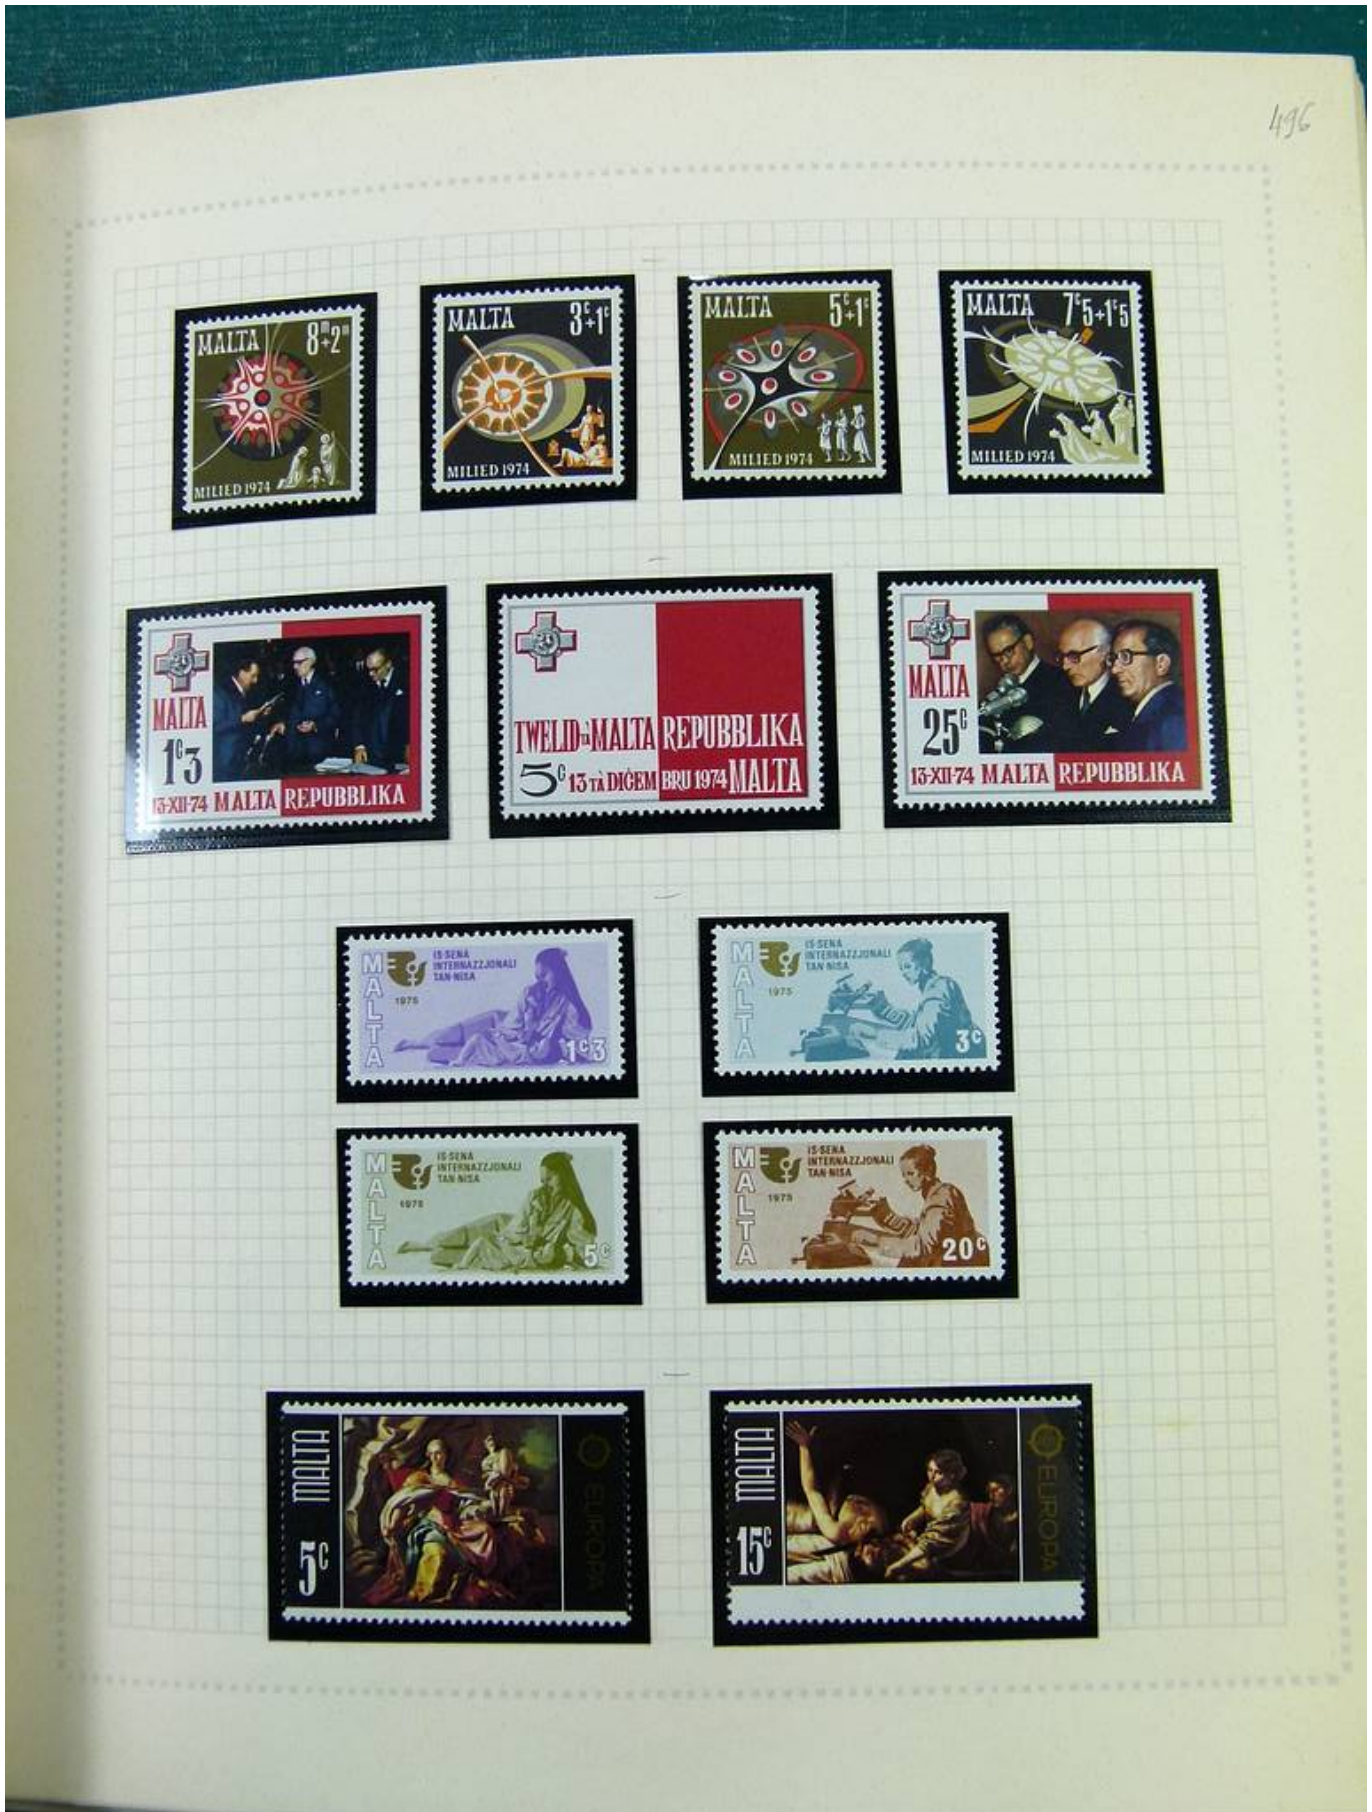 496
MALTA 8m+2m
MILIED 1974
MALTA 3c+1c
MILIED 1974
MALTA 5c+1c
MILIED 1974
MALTA 7c5+1c5
MILIED 1974
MALTA
1c3
13-XII-74 MALTA REPUBBLIKA
TWELID TA MALTA REPUBBLIKA
5c 13 TA DIĊEMBRU 1974 MALTA
MALTA
25c
13-XII-74 MALTA REPUBBLIKA
MALTA
IS-SENA
INTERNAZZJONALI
TAN-NISA
1975
1c3
MALTA
IS-SENA
INTERNAZZJONALI
TAN-NISA
1975
3c
MALTA
IS-SENA
INTERNAZZJONALI
TAN-NISA
1975
5c
MALTA
IS-SENA
INTERNAZZJONALI
TAN-NISA
1975
20c
MALTA
5c
EUROPA
MALTA
15c
EUROPA